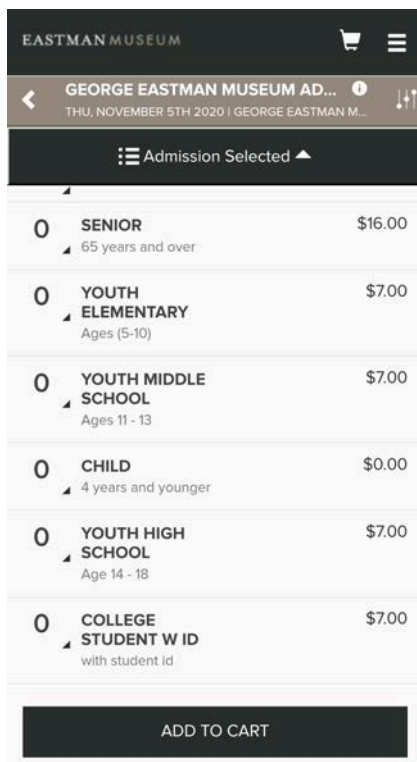 EASTMAN MUSEUM
GEORGE EASTMAN MUSEUM AD...
THU, NOVEMBER 5TH 2020 | GEORGE EASTMAN M...
Admission Selected
0 SENIOR $16.00
65 years and over
0 YOUTH $7.00
ELEMENTARY
Ages (5-10)
0 YOUTH MIDDLE $7.00
SCHOOL
Ages 11 - 13
0 CHILD $0.00
4 years and younger
0 YOUTH HIGH $7.00
SCHOOL
Age 14 - 18
0 COLLEGE $7.00
STUDENT W ID
with student id
ADD TO CART